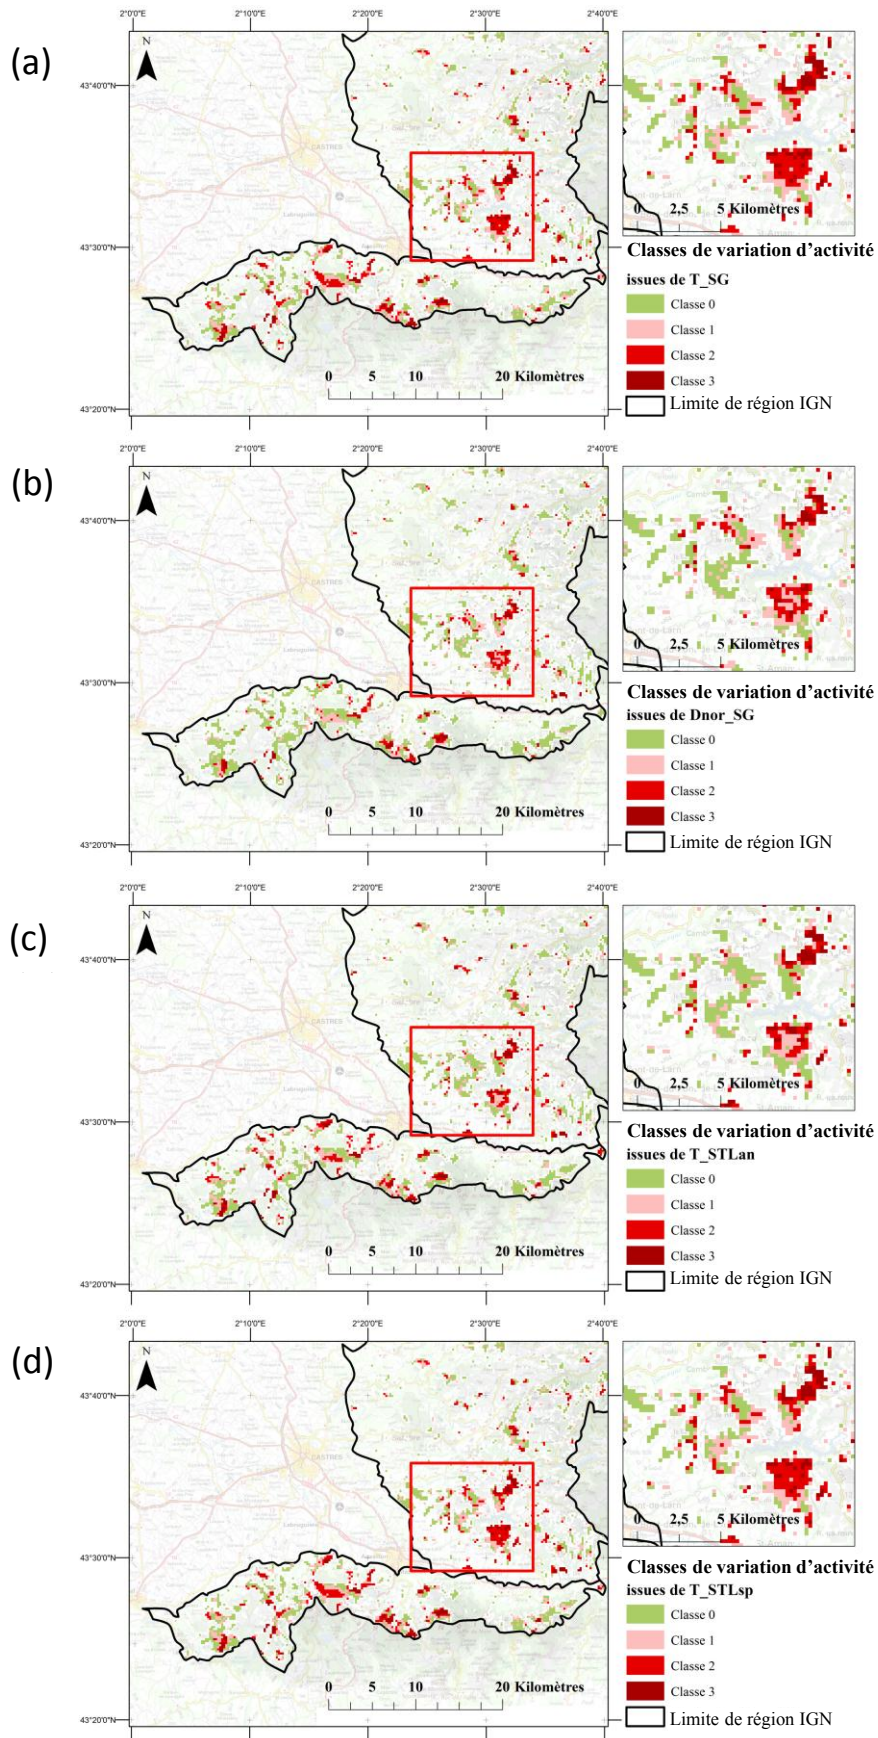 (a)
2°0'0"E 2°10'0"E 2°20'0"E 2°30'0"E 2°40'0"E
N
43°40'0"N
CASTRES
43°30'0"N
0 5 10 20 Kilomètres
43°20'0"N
0 2,5 5 Kilomètres
Classes de variation d'activité
issues de T_SG
Classe 0
Classe 1
Classe 2
Classe 3
Limite de région IGN
(b)
2°0'0"E 2°10'0"E 2°20'0"E 2°30'0"E 2°40'0"E
N
43°40'0"N
CASTRES
43°30'0"N
0 5 10 20 Kilomètres
43°20'0"N
0 2,5 5 Kilomètres
Classes de variation d'activité
issues de Dnor_SG
Classe 0
Classe 1
Classe 2
Classe 3
Limite de région IGN
(c)
2°0'0"E 2°10'0"E 2°20'0"E 2°30'0"E 2°40'0"E
N
43°40'0"N
CASTRES
43°30'0"N
0 5 10 20 Kilomètres
43°20'0"N
0 2,5 5 Kilomètres
Classes de variation d'activité
issues de T_STLan
Classe 0
Classe 1
Classe 2
Classe 3
Limite de région IGN
(d)
2°0'0"E 2°10'0"E 2°20'0"E 2°30'0"E 2°40'0"E
N
43°40'0"N
CASTRES
43°30'0"N
0 5 10 20 Kilomètres
43°20'0"N
0 2,5 5 Kilomètres
Classes de variation d'activité
issues de T_STLsp
Classe 0
Classe 1
Classe 2
Classe 3
Limite de région IGN